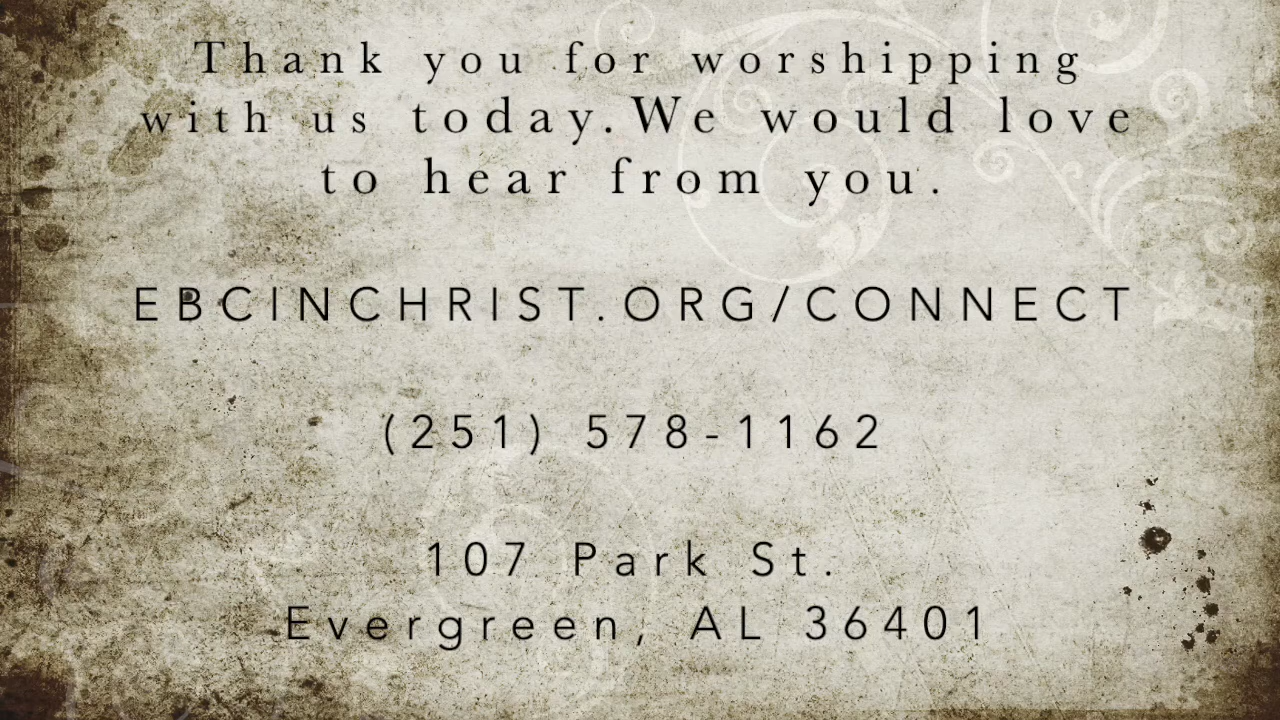 Thank you for worshipping
with us today.We would love
to hear from you.
EBCINCHRIST.ORG/CONNECT
(251) 578-1162
107 Park St.
Evergreen, AL 36401